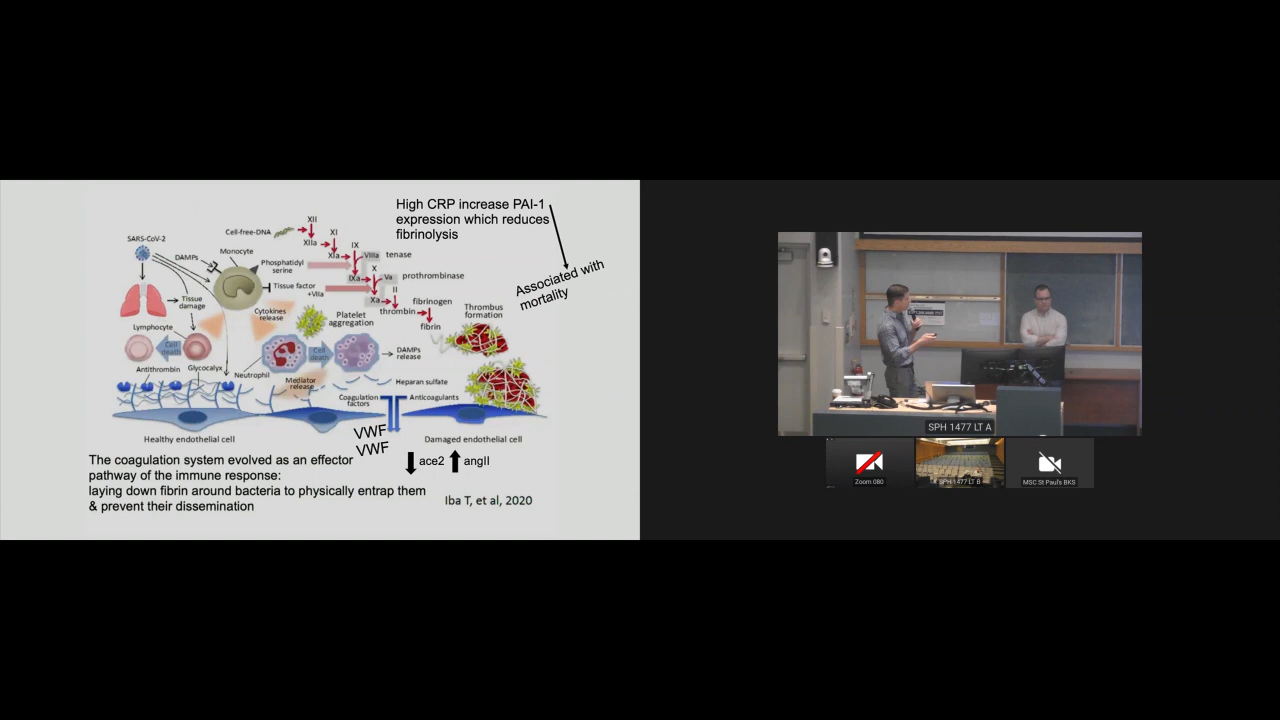 High CRP increase PAI-1
expression which reduces
fibrinolysis
Associated with
mortality
XII
Cell-free-DNA
XI
XIIa
SARS-CoV-2
IX
Monocyte
DAMPs
XIa
VIIIa
tenase
Phosphatidyl
serine
X
IXa
Va
prothrombinase
Tissue factor
+VIIa
II
Xa
fibrinogen
Tissue
damage
thrombin
Thrombus
formation
Cytokines
release
Platelet
aggregation
fibrin
Lymphocyte
Cell
death
Cell
death
DAMPs
release
Antithrombin
Glycocalyx
Neutrophil
Mediator
release
Heparan sulfate
Coagulation
factors
Anticoagulants
VWF
VWF
Healthy endothelial cell
Damaged endothelial cell
The coagulation system evolved as an effector
pathway of the immune response:
laying down fibrin around bacteria to physically entrap them
& prevent their dissemination
ace2
angII
Iba T, et al, 2020
SPH 1477 LT A
Zoom 080
SPH 1477 LT B
MSC St Paul's BKS